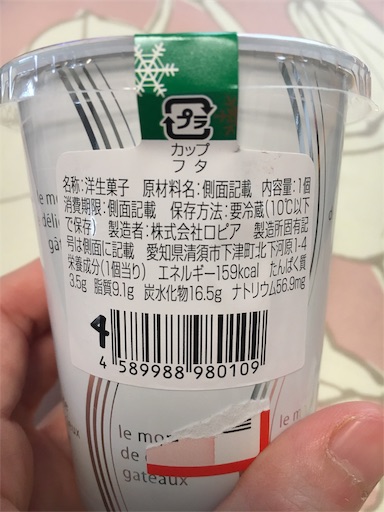 プラ
カップ
フタ
名称:洋生菓子 原材料名:側面記載 内容量:1個
消費期限:側面記載 保存方法:要冷蔵(10℃以下
で保存) 製造者:株式会社ロピア 製造所固有記
号は側面に記載 愛知県清須市下津町北下河原1-4
栄養成分(1個当り) エネルギー159kcal たんぱく質
3.5g 脂質9.1g 炭水化物16.5g ナトリウム56.9mg
4
4 589988 980109
le mo
de
gateaux
le m